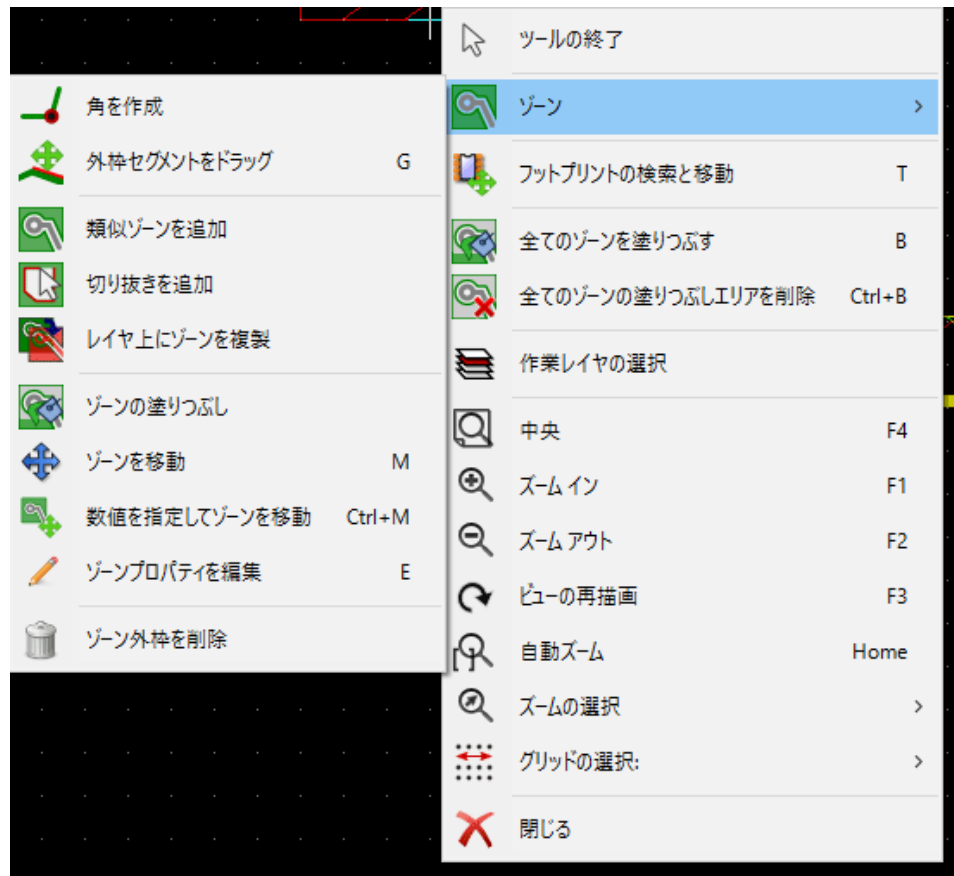 ツールの終了
ゾーン
フットプリントの検索と移動 T
全てのゾーンを塗りつぶす B
全てのゾーンの塗りつぶしエリアを削除 Ctrl+B
作業レイヤの選択
中央 F4
ズーム イン F1
ズーム アウト F2
ビューの再描画 F3
自動ズーム Home
ズームの選択
グリッドの選択:
閉じる
角を作成
外枠セグメントをドラッグ G
類似ゾーンを追加
切り抜きを追加
レイヤ上にゾーンを複製
ゾーンの塗りつぶし
ゾーンを移動 M
数値を指定してゾーンを移動 Ctrl+M
ゾーンプロパティを編集 E
ゾーン外枠を削除